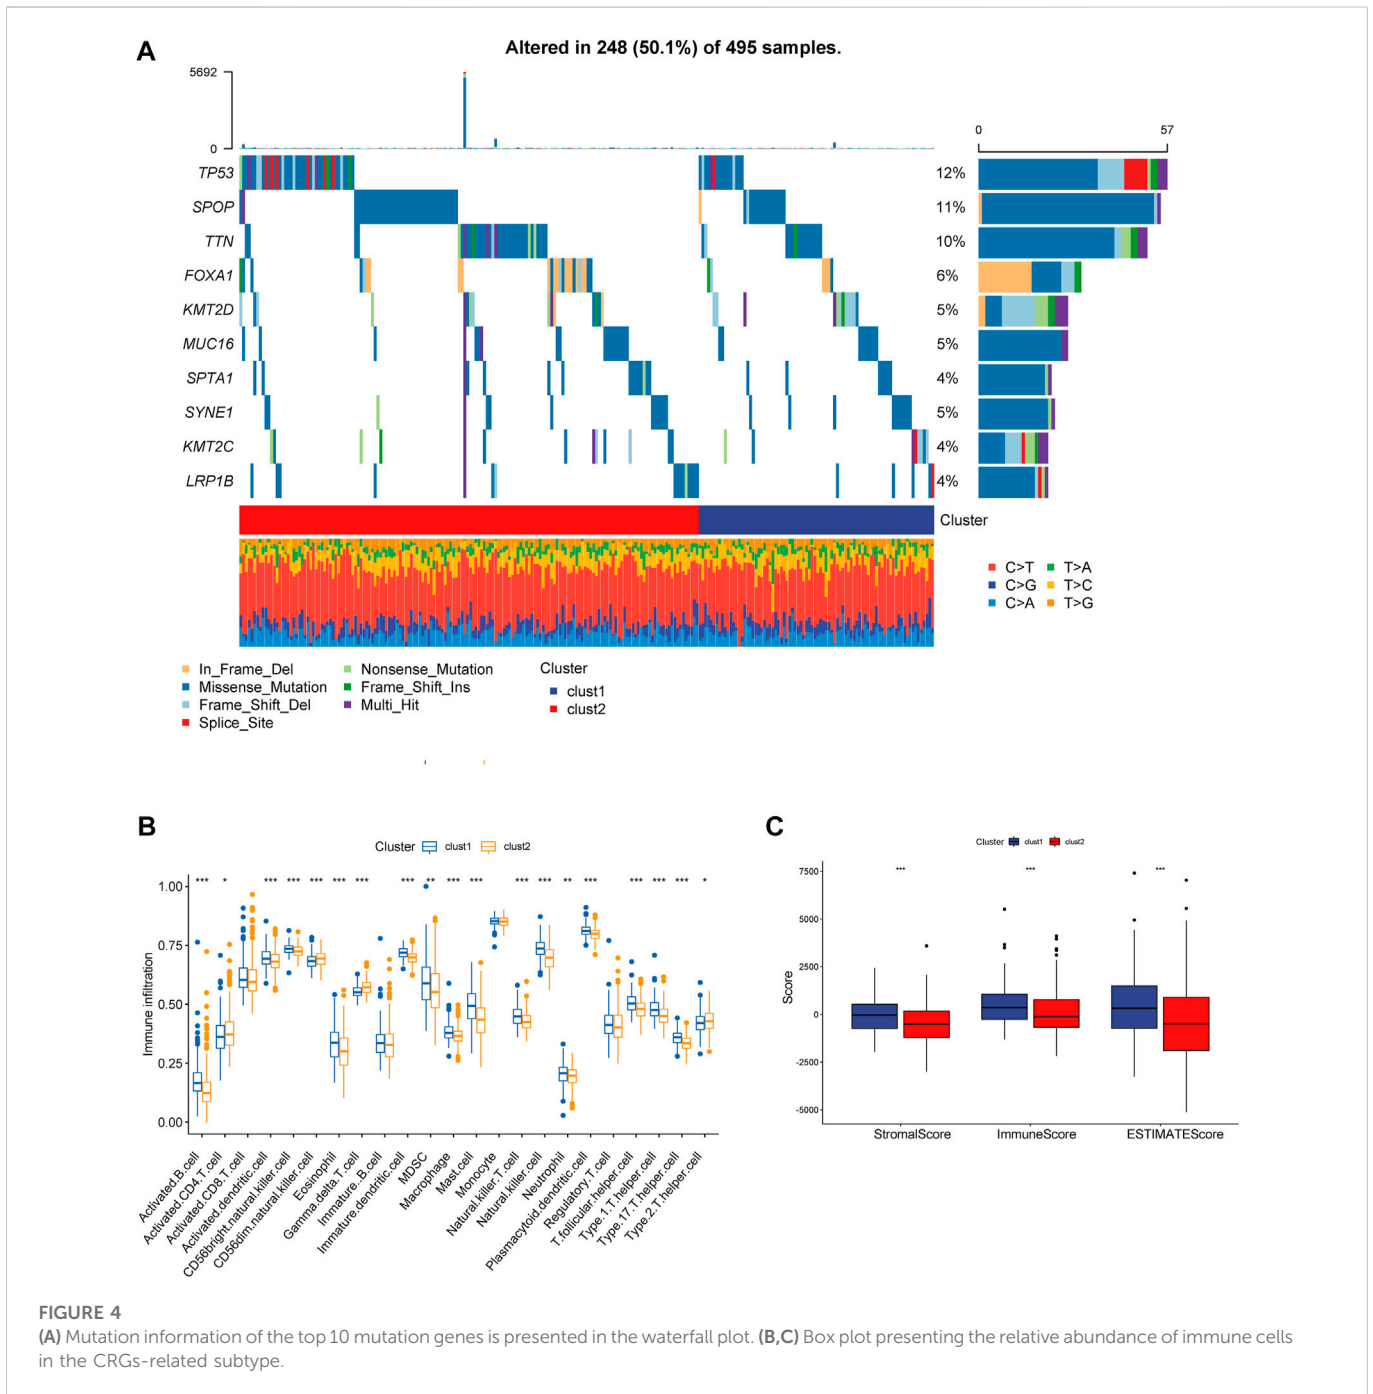 A
Altered in 248 (50.1%) of 495 samples.
5692
0
0 57
TP53 12%
SPOP 11%
TTN 10%
FOXA1 6%
KMT2D 5%
MUC16 5%
SPTA1 4%
SYNE1 5%
KMT2C 4%
LRP1B 4%
Cluster
C>T T>A
C>G T>C
C>A T>G
In_Frame_Del Nonsense_Mutation Cluster
Missense_Mutation Frame_Shift_Ins clust1
Frame_Shift_Del Multi_Hit clust2
Splice_Site
B
Cluster clust1 clust2
*** * *** *** *** *** *** *** ** *** *** *** *** ** *** *** *** *** *
Immune infiltration
1.00
0.75
0.50
0.25
0.00
Activated.B.cell
Activated.CD4.T.cell
Activated.CD8.T.cell
Activated.dendritic.cell
CD56bright.natural.killer.cell
CD56dim.natural.killer.cell
Eosinophil
Gamma.delta.T.cell
Immature..B.cell
Immature.dendritic.cell
MDSC
Macrophage
Mast.cell
Monocyte
Natural.killer.T.cell
Natural.killer.cell
Neutrophil
Plasmacytoid.dendritic.cell
Regulatory.T.cell
T.follicular.helper.cell
Type.1.T.helper.cell
Type.17.T.helper.cell
Type.2.T.helper.cell
C
Cluster clust1 clust2
*** *** ***
Score
7500
5000
2500
0
-2500
-5000
StromalScore ImmuneScore ESTIMATEScore
FIGURE 4
(A) Mutation information of the top 10 mutation genes is presented in the waterfall plot. (B,C) Box plot presenting the relative abundance of immune cells
in the CRGs-related subtype.